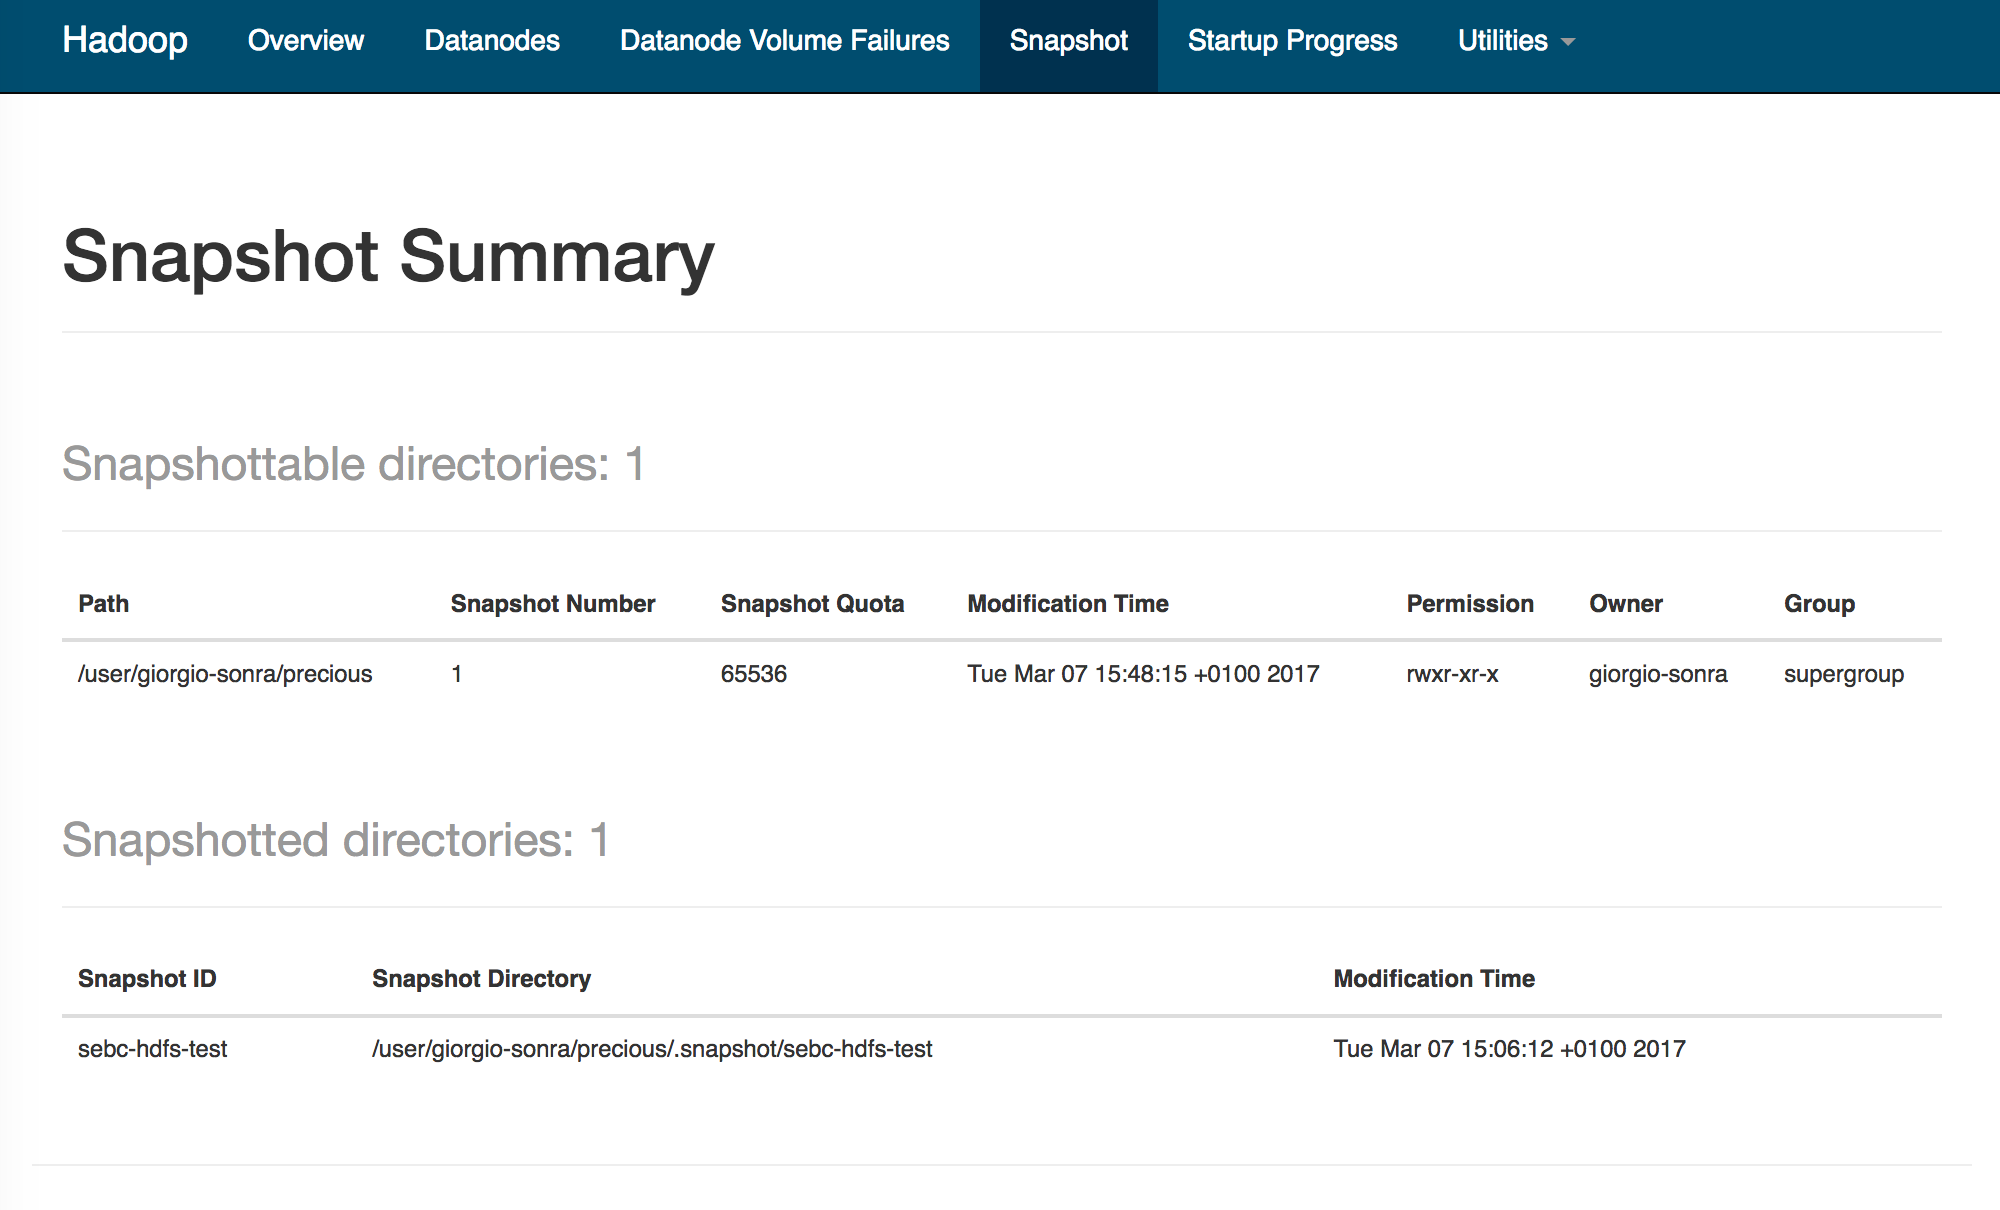 Hadoop Overview Datanodes Datanode Volume Failures Snapshot Startup Progress Utilities
Snapshot Summary
Snapshottable directories: 1
Path Snapshot Number Snapshot Quota Modification Time Permission Owner Group
/user/giorgio-sonra/precious 1 65536 Tue Mar 07 15:48:15 +0100 2017 rwxr-xr-x giorgio-sonra supergroup
Snapshotted directories: 1
Snapshot ID Snapshot Directory Modification Time
sebc-hdfs-test /user/giorgio-sonra/precious/.snapshot/sebc-hdfs-test Tue Mar 07 15:06:12 +0100 2017